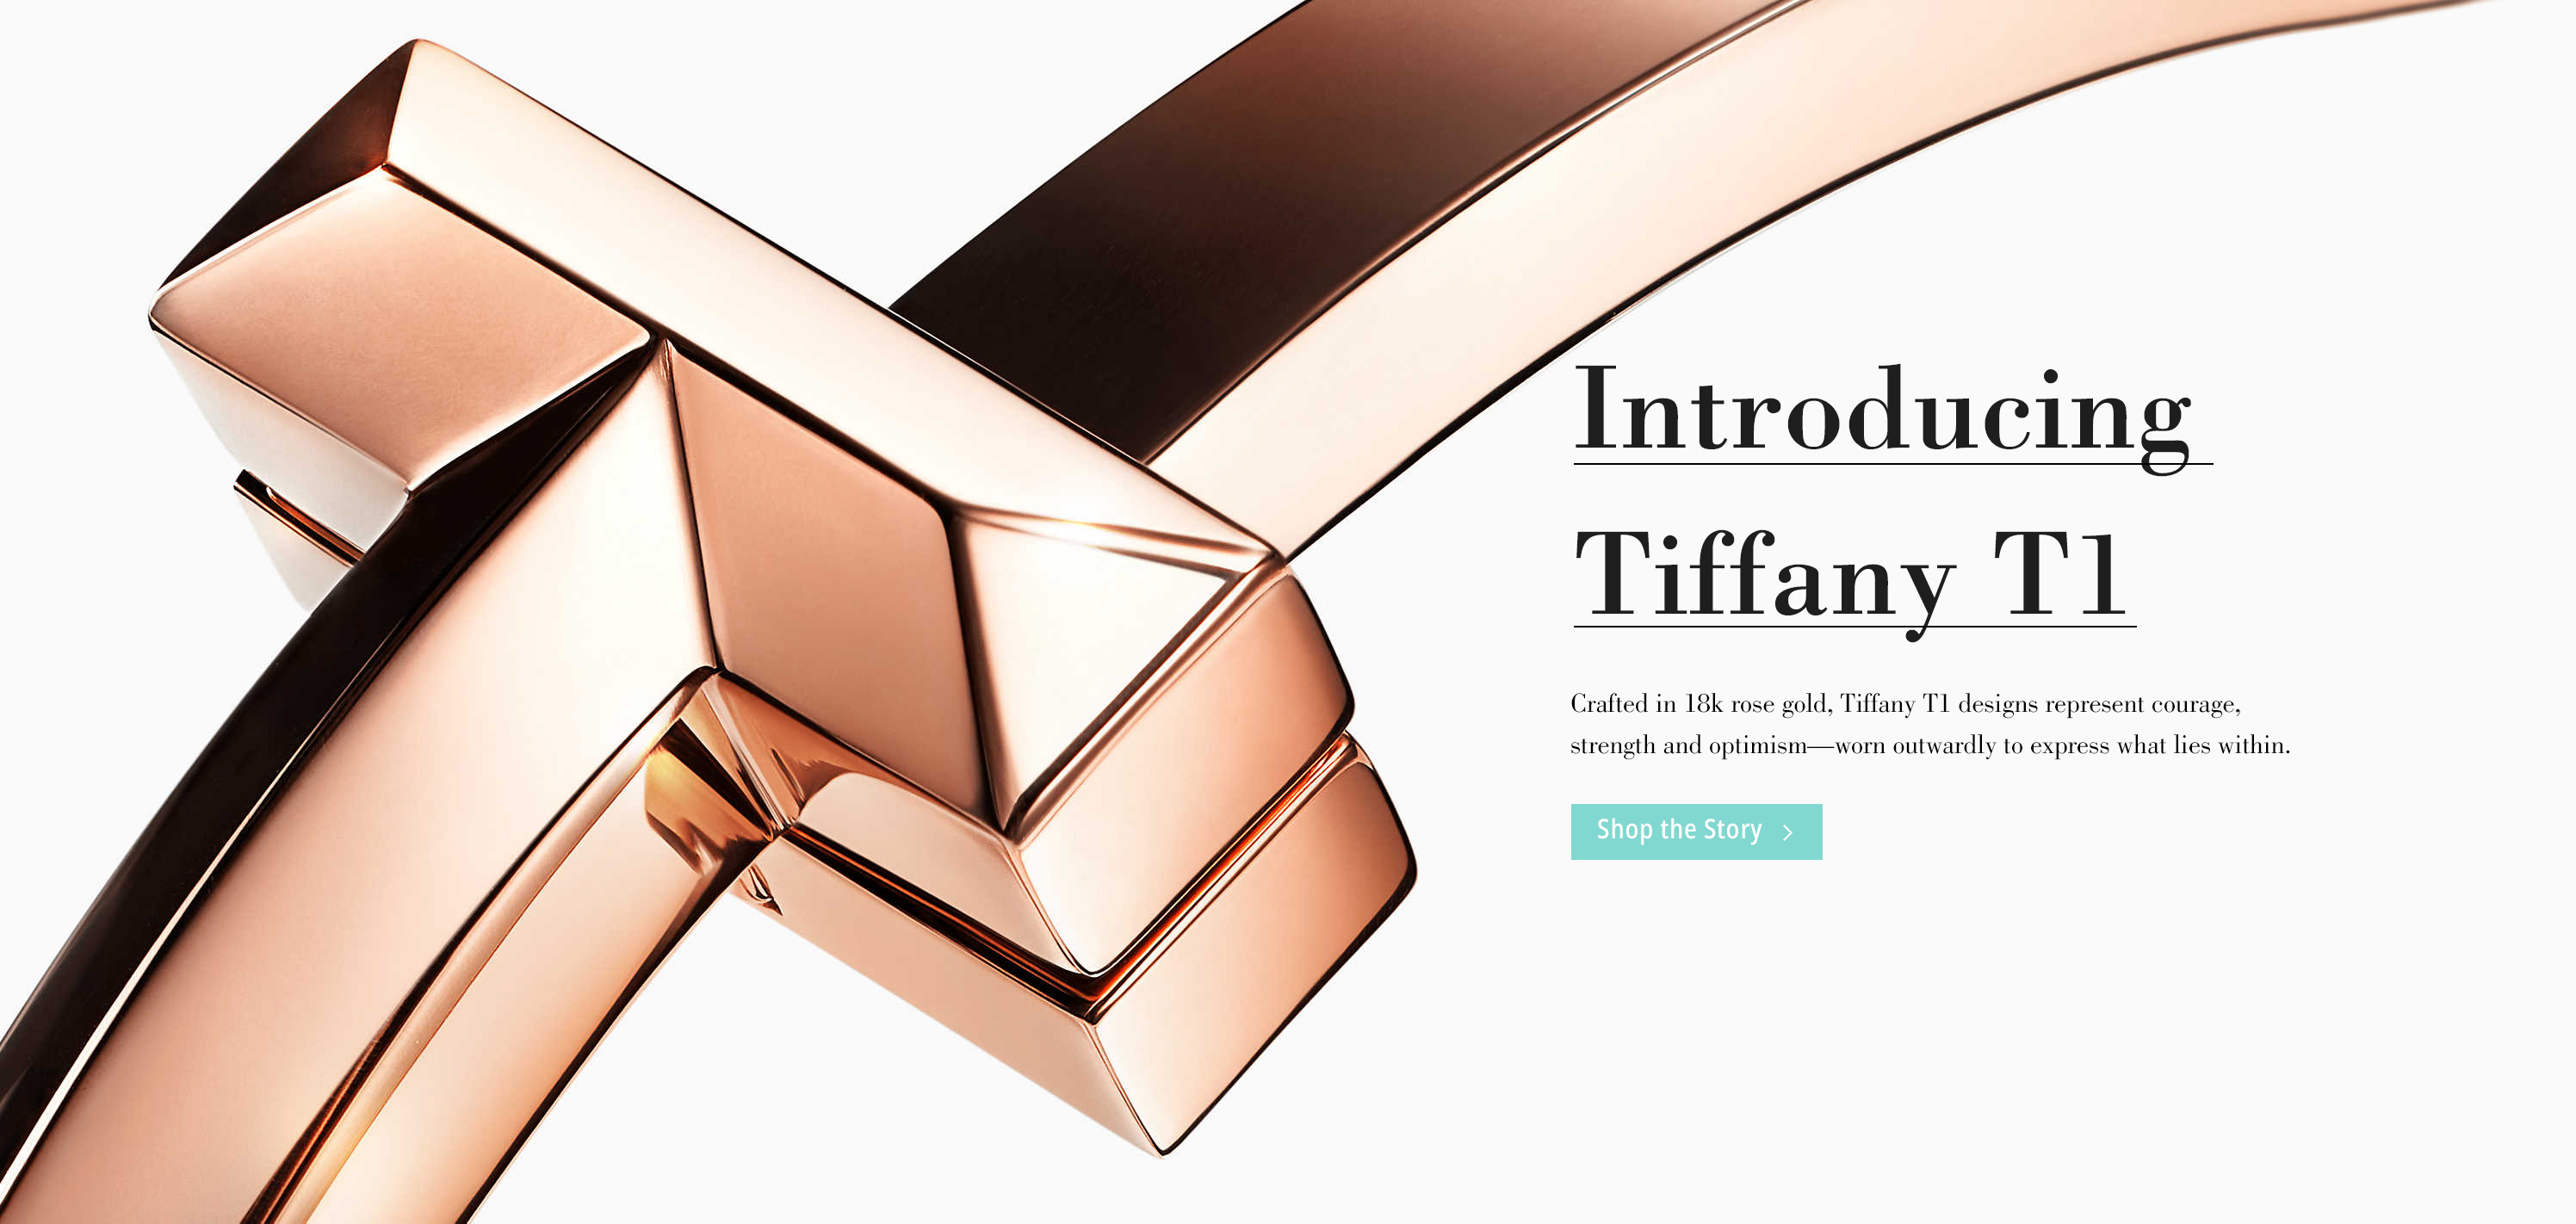 Introducing
Tiffany T1
Crafted in 18k rose gold, Tiffany T1 designs represent courage,
strength and optimism—worn outwardly to express what lies within.
Shop the Story